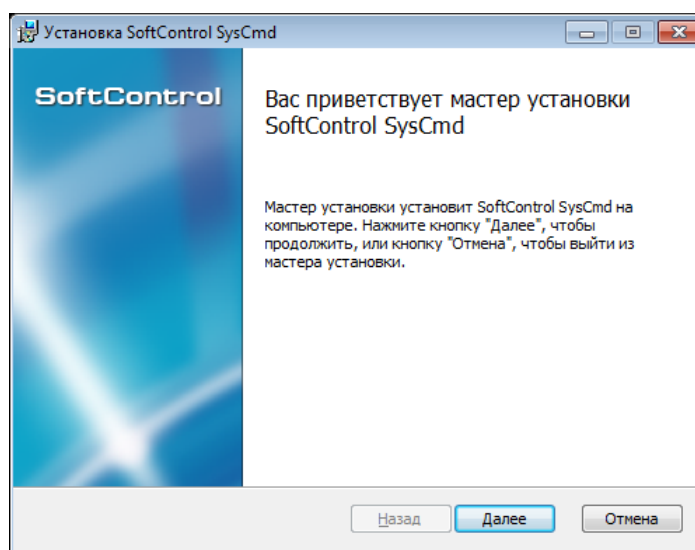 Установка SoftControl SysCmd
SoftControl
Вас приветствует мастер установки
SoftControl SysCmd
Мастер установки установит SoftControl SysCmd на
компьютере. Нажмите кнопку "Далее", чтобы
продолжить, или кнопку "Отмена", чтобы выйти из
мастера установки.
Назад Далее Отмена